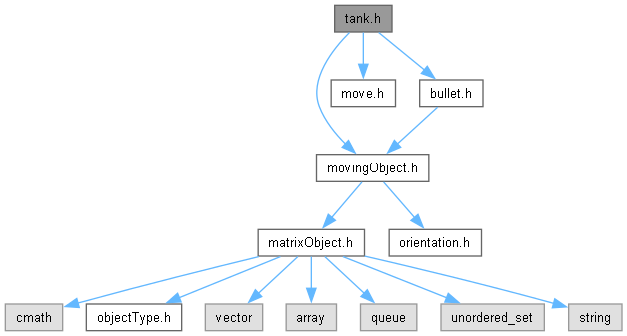 tank.h
move.h
bullet.h
movingObject.h
matrixObject.h
orientation.h
cmath
objectType.h
vector
array
queue
unordered_set
string